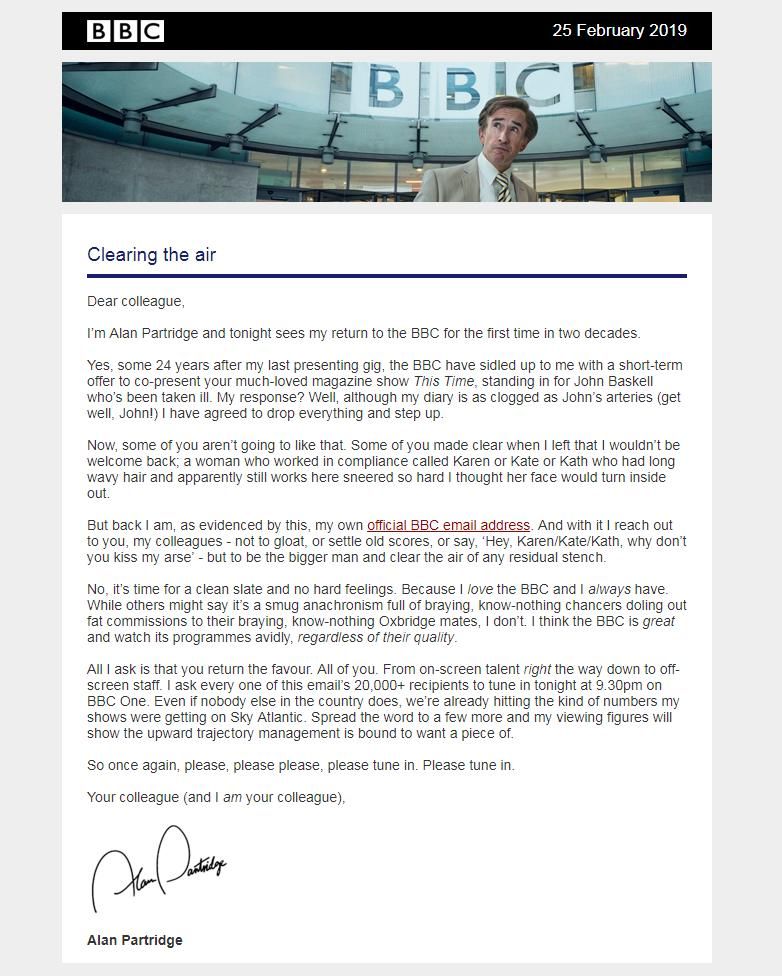 BBC
25 February 2019
BBC
Clearing the air
Dear colleague,
I’m Alan Partridge and tonight sees my return to the BBC for the first time in two decades.
Yes, some 24 years after my last presenting gig, the BBC have sidled up to me with a short-term
offer to co-present your much-loved magazine show This Time, standing in for John Baskell
who’s been taken ill. My response? Well, although my diary is as clogged as John’s arteries (get
well, John!) I have agreed to drop everything and step up.
Now, some of you aren’t going to like that. Some of you made clear when I left that I wouldn’t be
welcome back; a woman who worked in compliance called Karen or Kate or Kath who had long
wavy hair and apparently still works here sneered so hard I thought her face would turn inside
out.
But back I am, as evidenced by this, my own official BBC email address. And with it I reach out
to you, my colleagues - not to gloat, or settle old scores, or say, ‘Hey, Karen/Kate/Kath, why don’t
you kiss my arse’ - but to be the bigger man and clear the air of any residual stench.
No, it’s time for a clean slate and no hard feelings. Because I love the BBC and I always have.
While others might say it’s a smug anachronism full of braying, know-nothing chancers doling out
fat commissions to their braying, know-nothing Oxbridge mates, I don’t. I think the BBC is great
and watch its programmes avidly, regardless of their quality.
All I ask is that you return the favour. All of you. From on-screen talent right the way down to off-
screen staff. I ask every one of this email’s 20,000+ recipients to tune in tonight at 9.30pm on
BBC One. Even if nobody else in the country does, we’re already hitting the kind of numbers my
shows were getting on Sky Atlantic. Spread the word to a few more and my viewing figures will
show the upward trajectory management is bound to want a piece of.
So once again, please, please please, please tune in. Please tune in.
Your colleague (and I am your colleague),
Alan Partridge
Alan Partridge